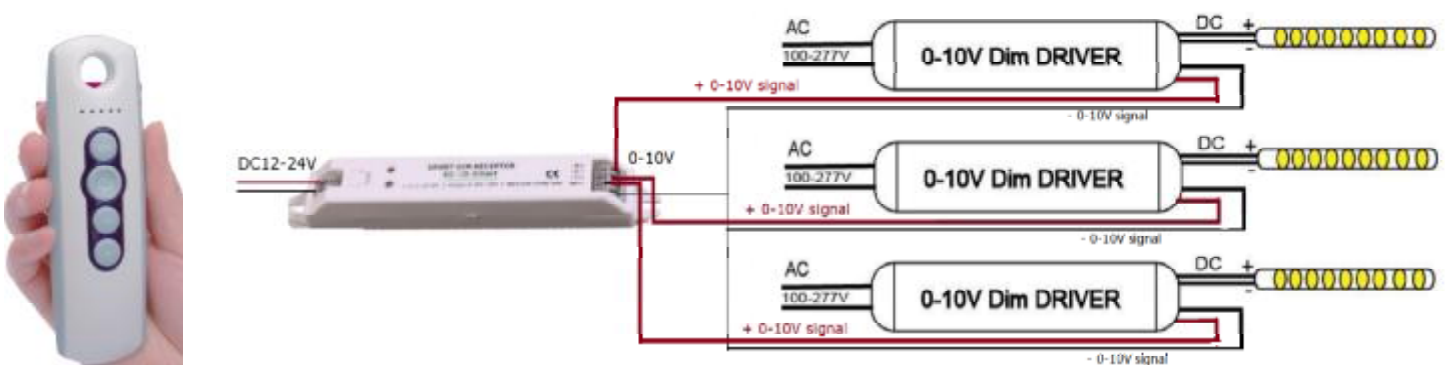 DC12-24V
CE
0-10V
AC
100-277V
0-10V Dim DRIVER
DC
+
-
+ 0-10V signal
- 0-10V signal
AC
100-277V
0-10V Dim DRIVER
DC
+
-
+ 0-10V signal
- 0-10V signal
AC
100-277V
0-10V Dim DRIVER
DC
+
-
+ 0-10V signal
- 0-10V signal